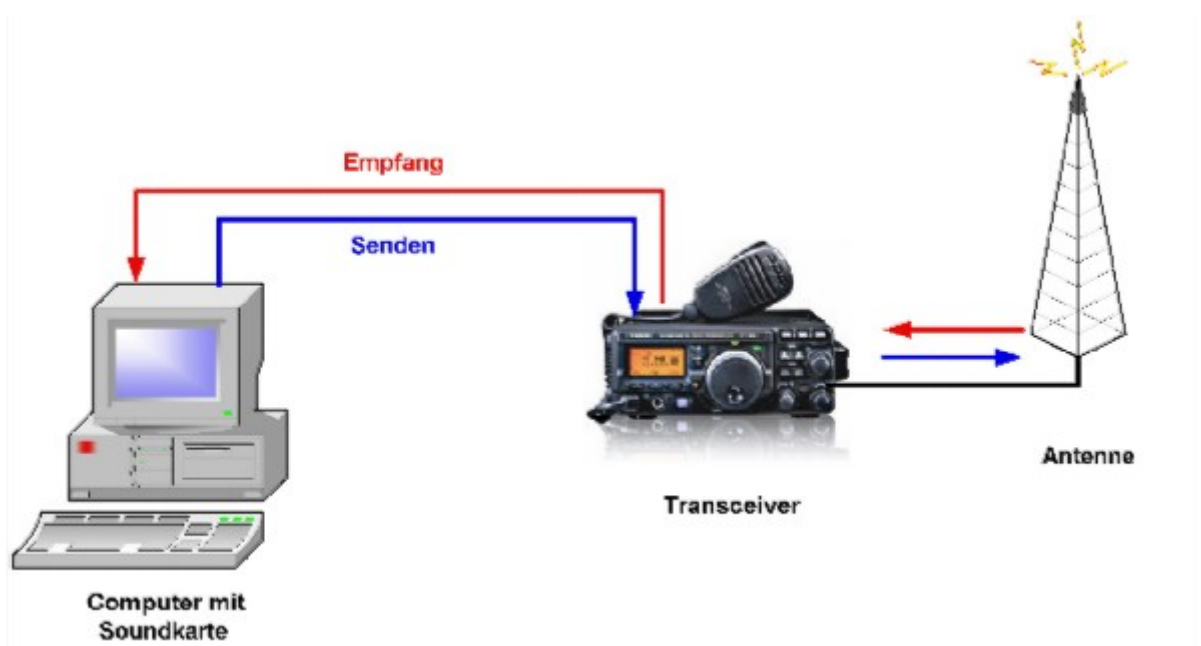 Empfang
Senden
Antenne
Transceiver
Computer mit
Soundkarte